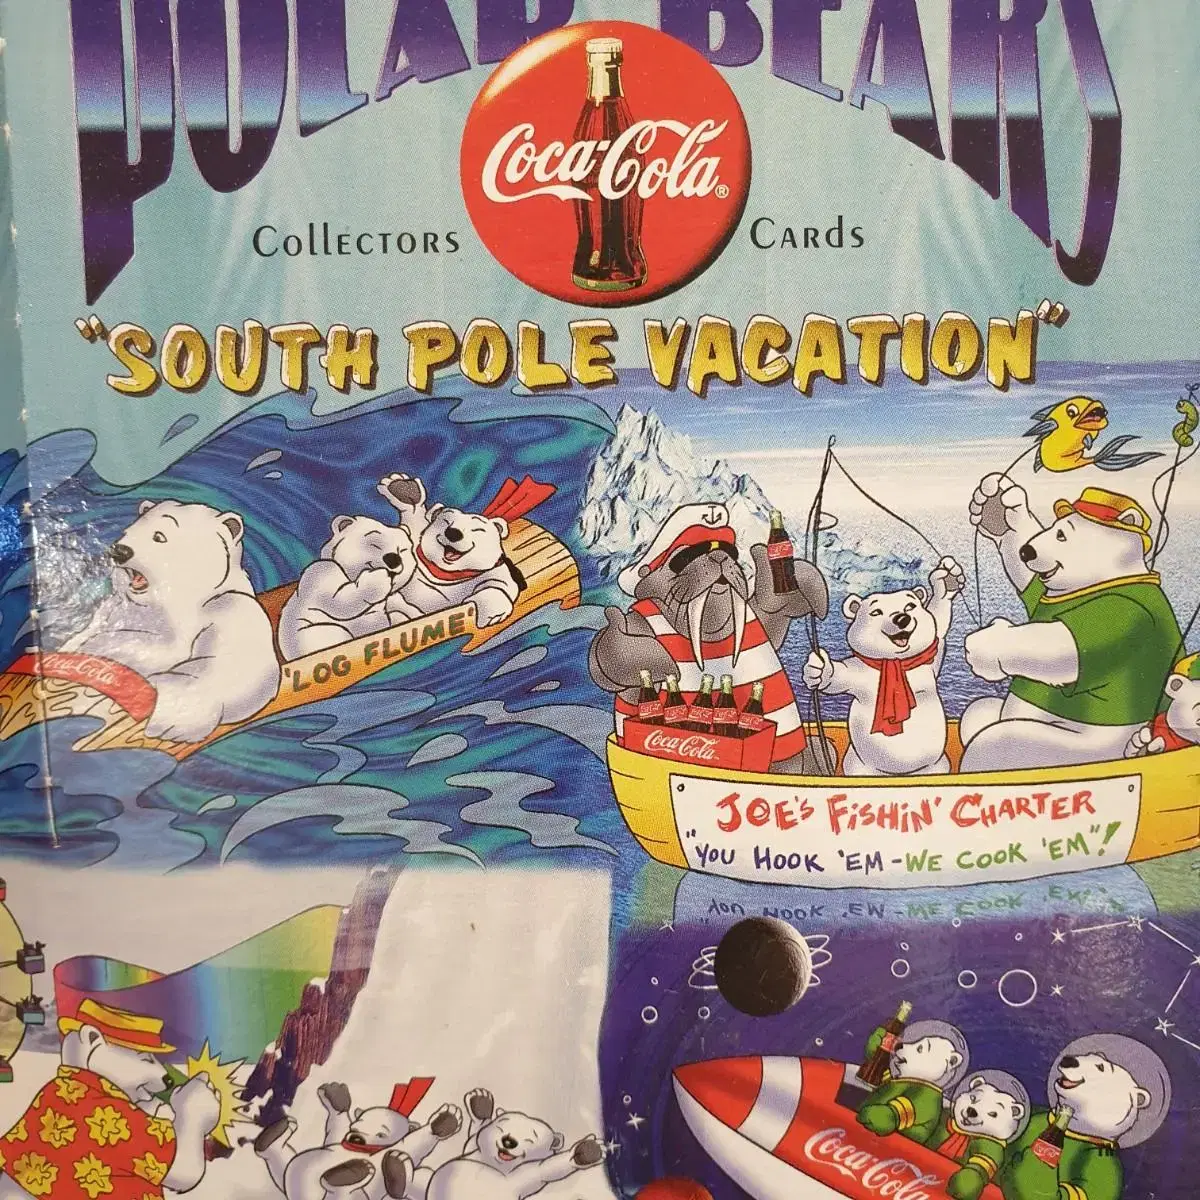 POLAR BEARS
Coca-Cola®
COLLECTORS CARDS
"SOUTH POLE VACATION"
Coca-Cola
'LOG FLUME'
Coca-Cola
JOE'S FISHIN' CHARTER
"YOU HOOK 'EM - WE COOK 'EM"!
Coca-Cola